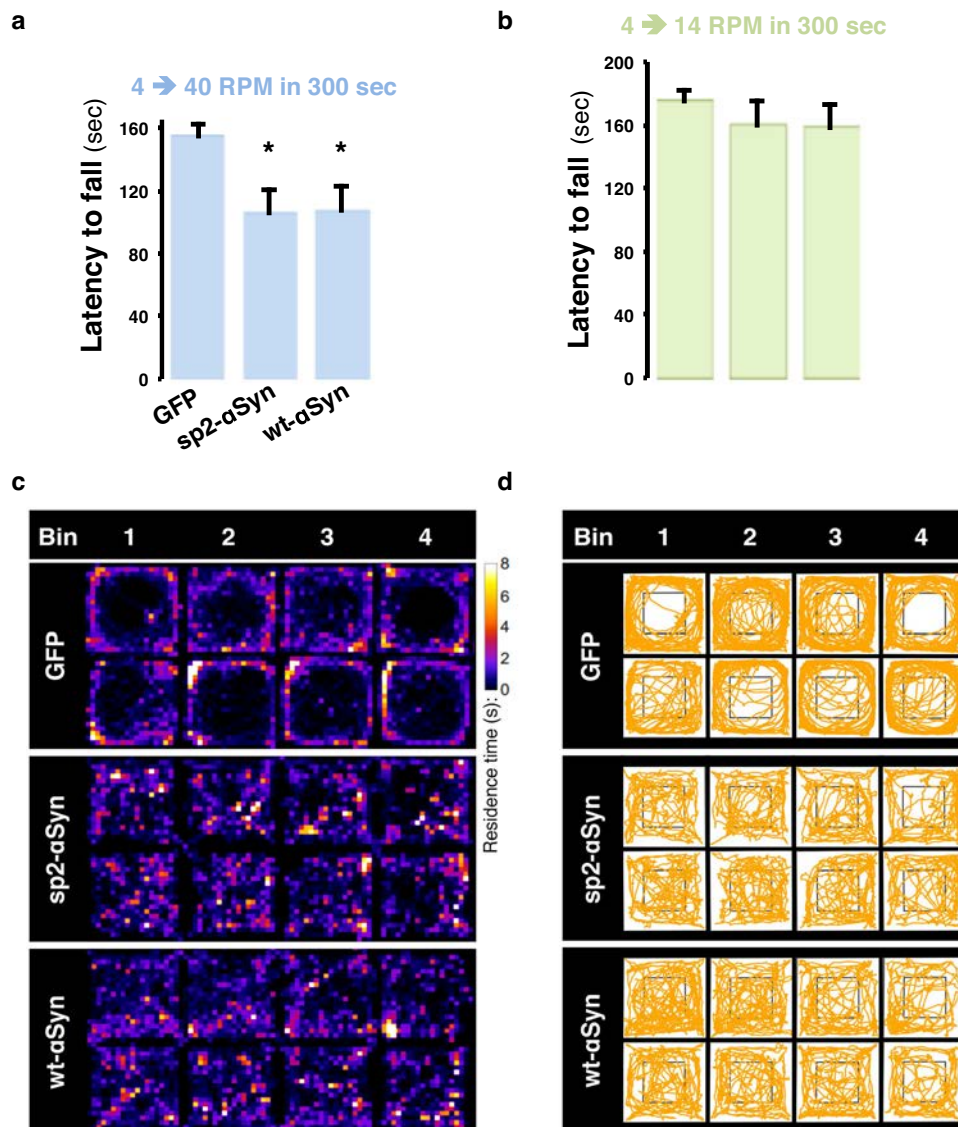 a
4 ➔ 40 RPM in 300 sec
Latency to fall (sec)
160
120
80
40
0
*
*
GFP
sp2-αSyn
wt-αSyn
b
4 ➔ 14 RPM in 300 sec
Latency to fall (sec)
200
160
120
80
40
0
c
Bin 1 2 3 4
GFP
sp2-αSyn
wt-αSyn
Residence time (s):
8
6
4
2
0
d
Bin 1 2 3 4
GFP
sp2-αSyn
wt-αSyn